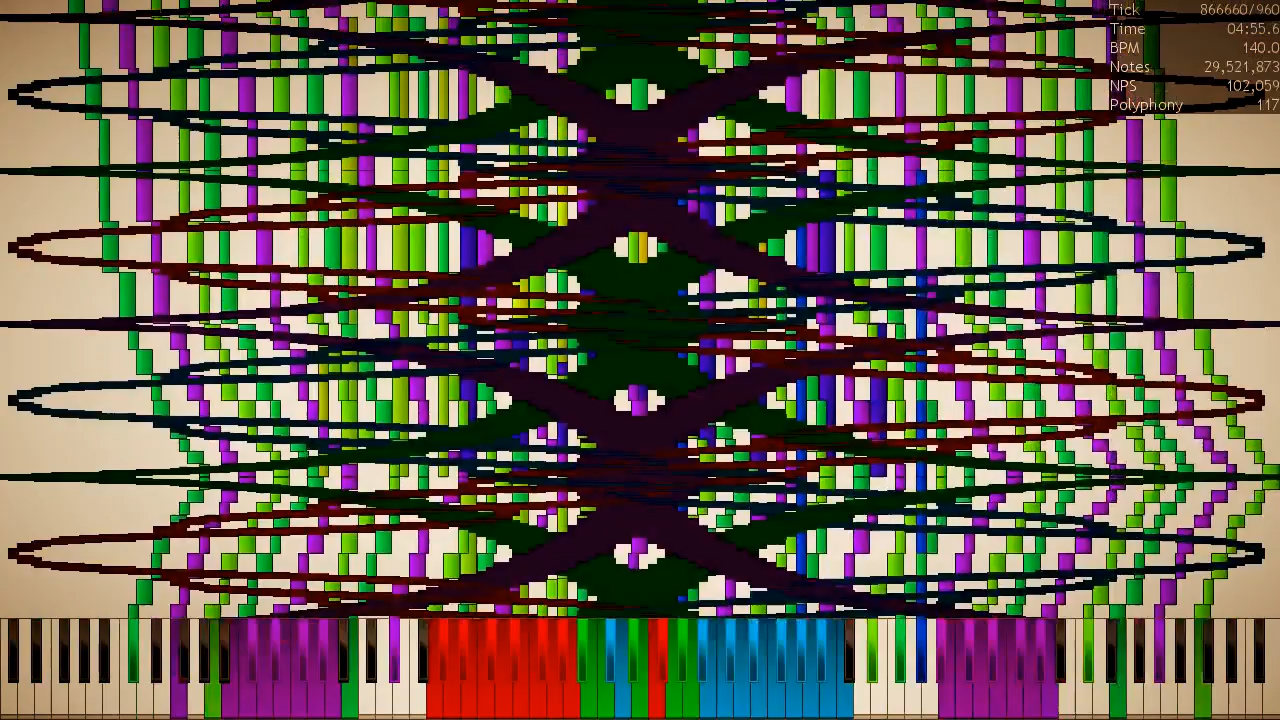 Tick 866660/960
Time 04:55.6
BPM 140.0
Notes 29,521,873
NPS 102,059
Polyphony 117